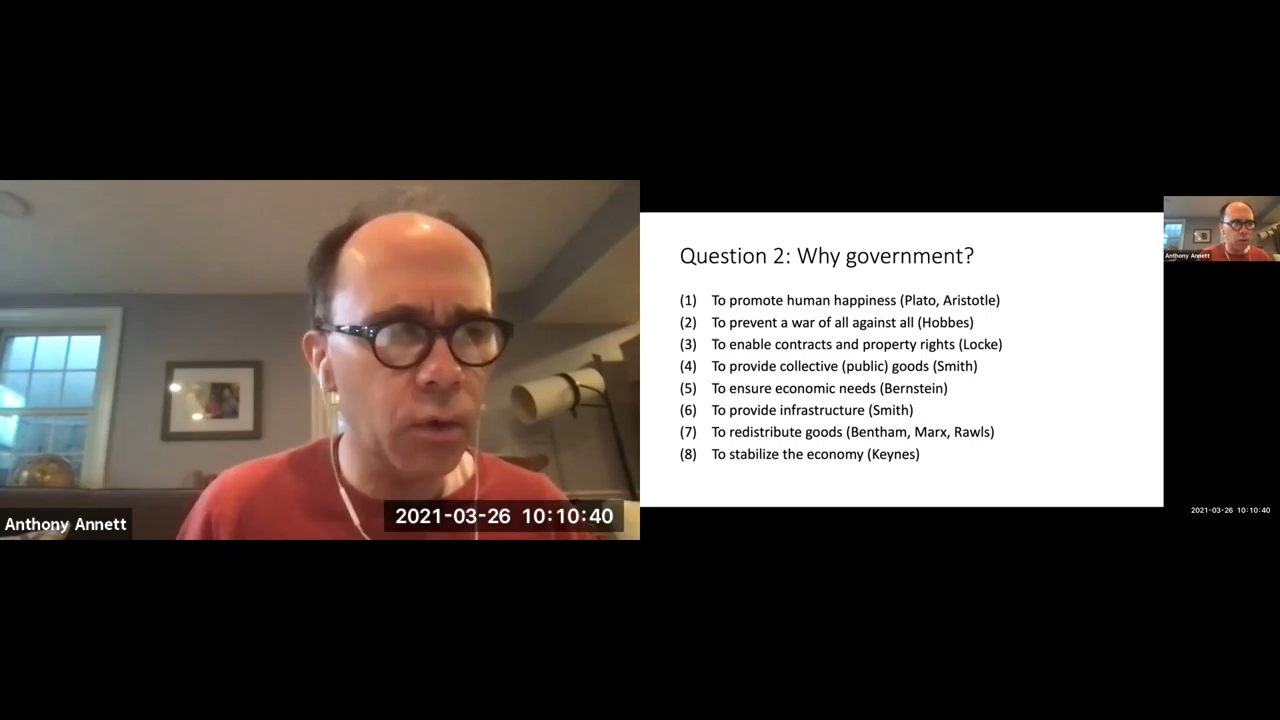 Anthony Annett
2021-03-26 10:10:40
Question 2: Why government?
(1) To promote human happiness (Plato, Aristotle)
(2) To prevent a war of all against all (Hobbes)
(3) To enable contracts and property rights (Locke)
(4) To provide collective (public) goods (Smith)
(5) To ensure economic needs (Bernstein)
(6) To provide infrastructure (Smith)
(7) To redistribute goods (Bentham, Marx, Rawls)
(8) To stabilize the economy (Keynes)
Anthony Annett
2021-03-26 10:10:40